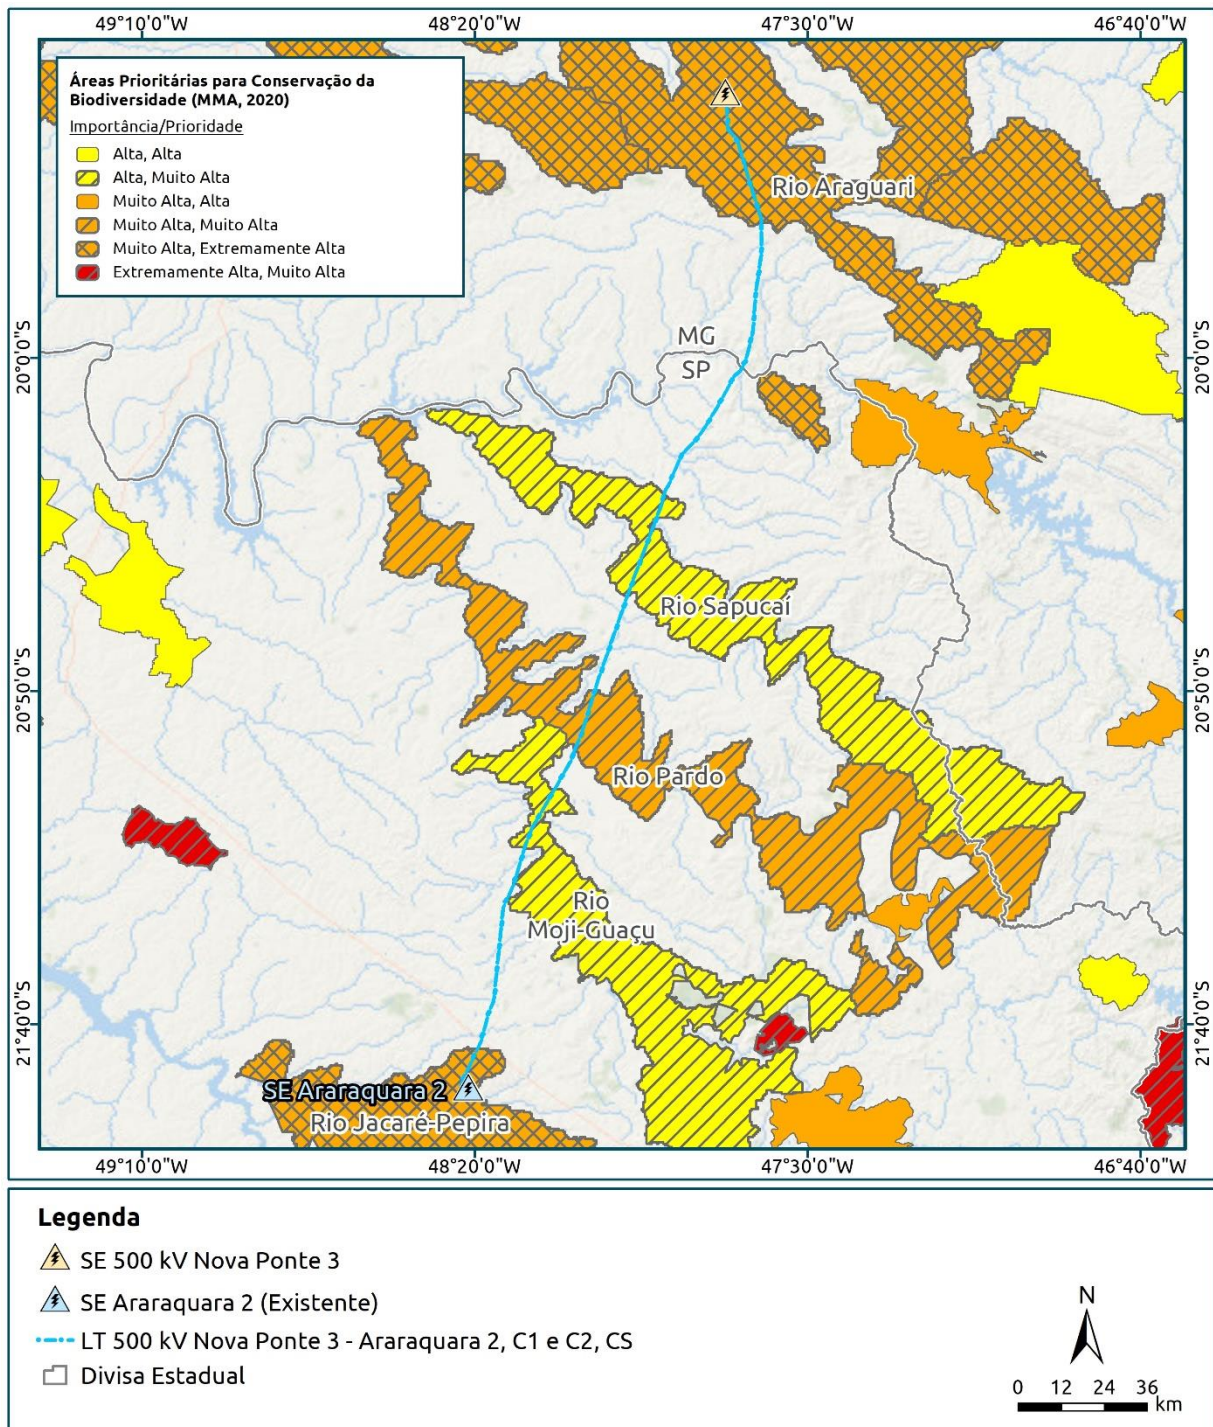 49°10'0"W 48°20'0"W 47°30'0"W 46°40'0"W
Áreas Prioritárias para Conservação da
Biodiversidade (MMA, 2020)
Importância/Prioridade
Alta, Alta
Alta, Muito Alta
Muito Alta, Alta
Muito Alta, Muito Alta
Muito Alta, Extremamente Alta
Extremamente Alta, Muito Alta
Rio Araguari
MG
SP
20°0'0"S 20°0'0"S
Rio Sapucaí
20°50'0"S 20°50'0"S
Rio Pardo
Rio
Moji-Guaçu
21°40'0"S 21°40'0"S
SE Araraquara 2
Rio Jacaré-Pepira
49°10'0"W 48°20'0"W 47°30'0"W 46°40'0"W
Legenda
SE 500 kV Nova Ponte 3
SE Araraquara 2 (Existente)
LT 500 kV Nova Ponte 3 - Araraquara 2, C1 e C2, CS
Divisa Estadual
N
0 12 24 36
km